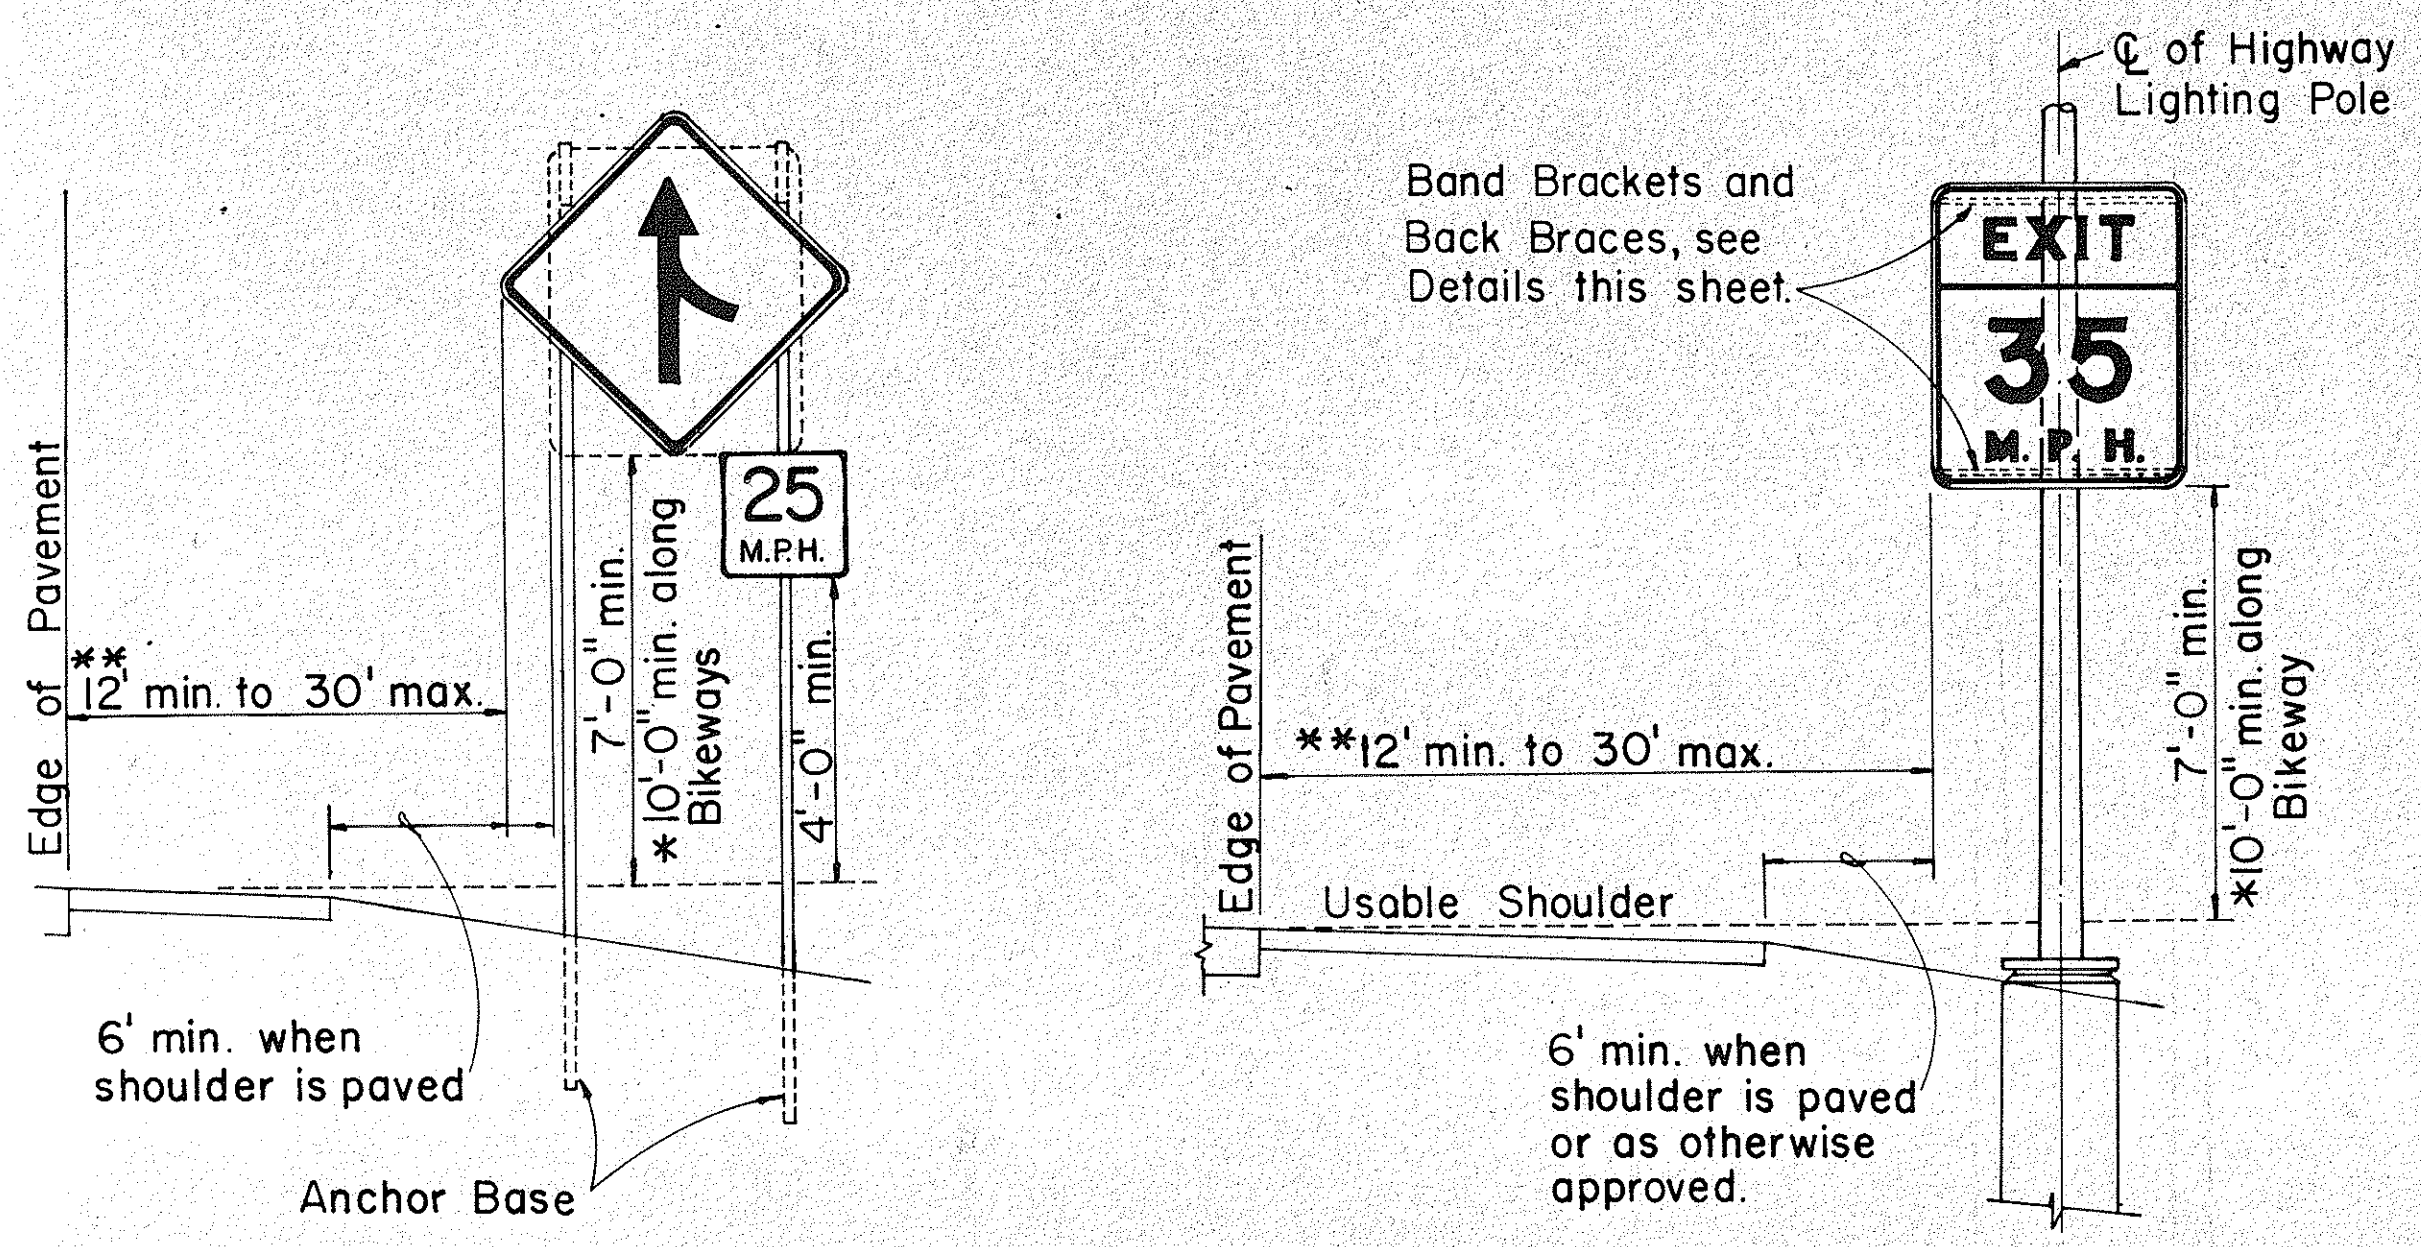 Edge of Pavement
**
12' min. to 30' max.
25
M.P.H.
7'-0" min.
*10'-0" min. along
Bikeways
4'-0" min.
6' min. when
shoulder is paved
Anchor Base
℄ of Highway
Lighting Pole
Band Brackets and
Back Braces, see
Details this sheet.
EXIT
35
M. P. H.
Edge of Pavement
**12' min. to 30' max.
7'-0" min.
*10'-0" min. along
Bikeway
Usable Shoulder
6' min. when
shoulder is paved
or as otherwise
approved.